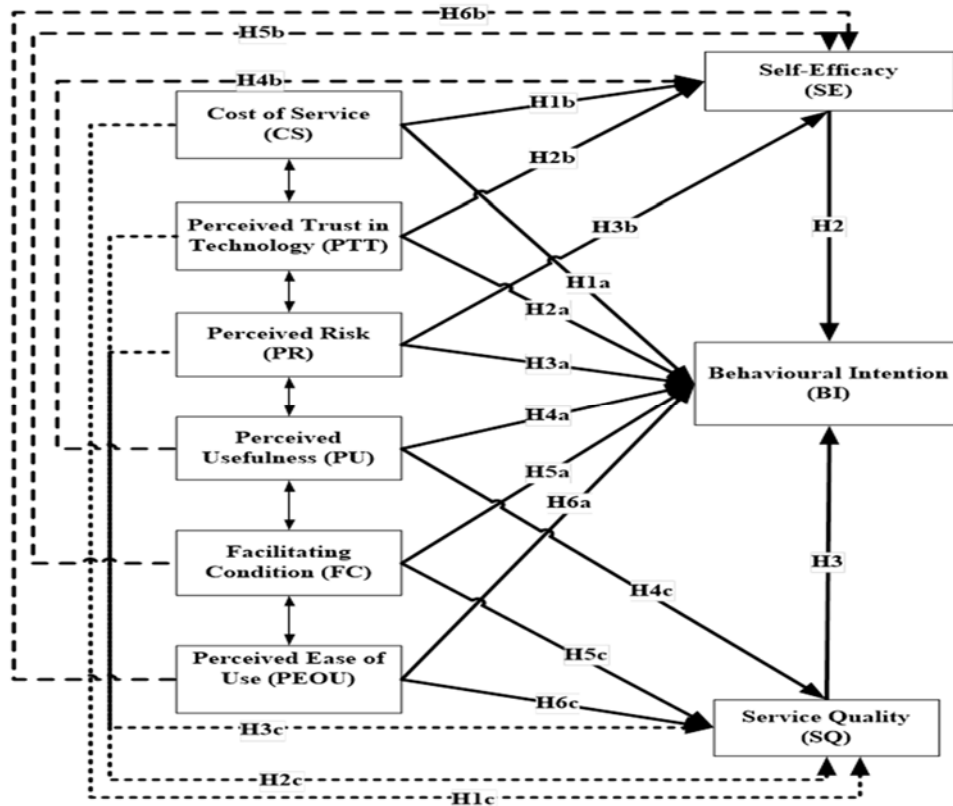 H6b
H5b
H4b
Self-Efficacy
(SE)
Cost of Service
(CS)
H1b
H2b
Perceived Trust in
Technology (PTT)
H3b
H2
H1a
H2a
Perceived Risk
(PR)
H3a
Behavioural Intention
(BI)
H4a
Perceived
Usefulness (PU)
H5a
H6a
Facilitating
Condition (FC)
H3
H4c
H5c
Perceived Ease of
Use (PEOU)
H6c
H3c
Service Quality
(SQ)
H2c
H1c